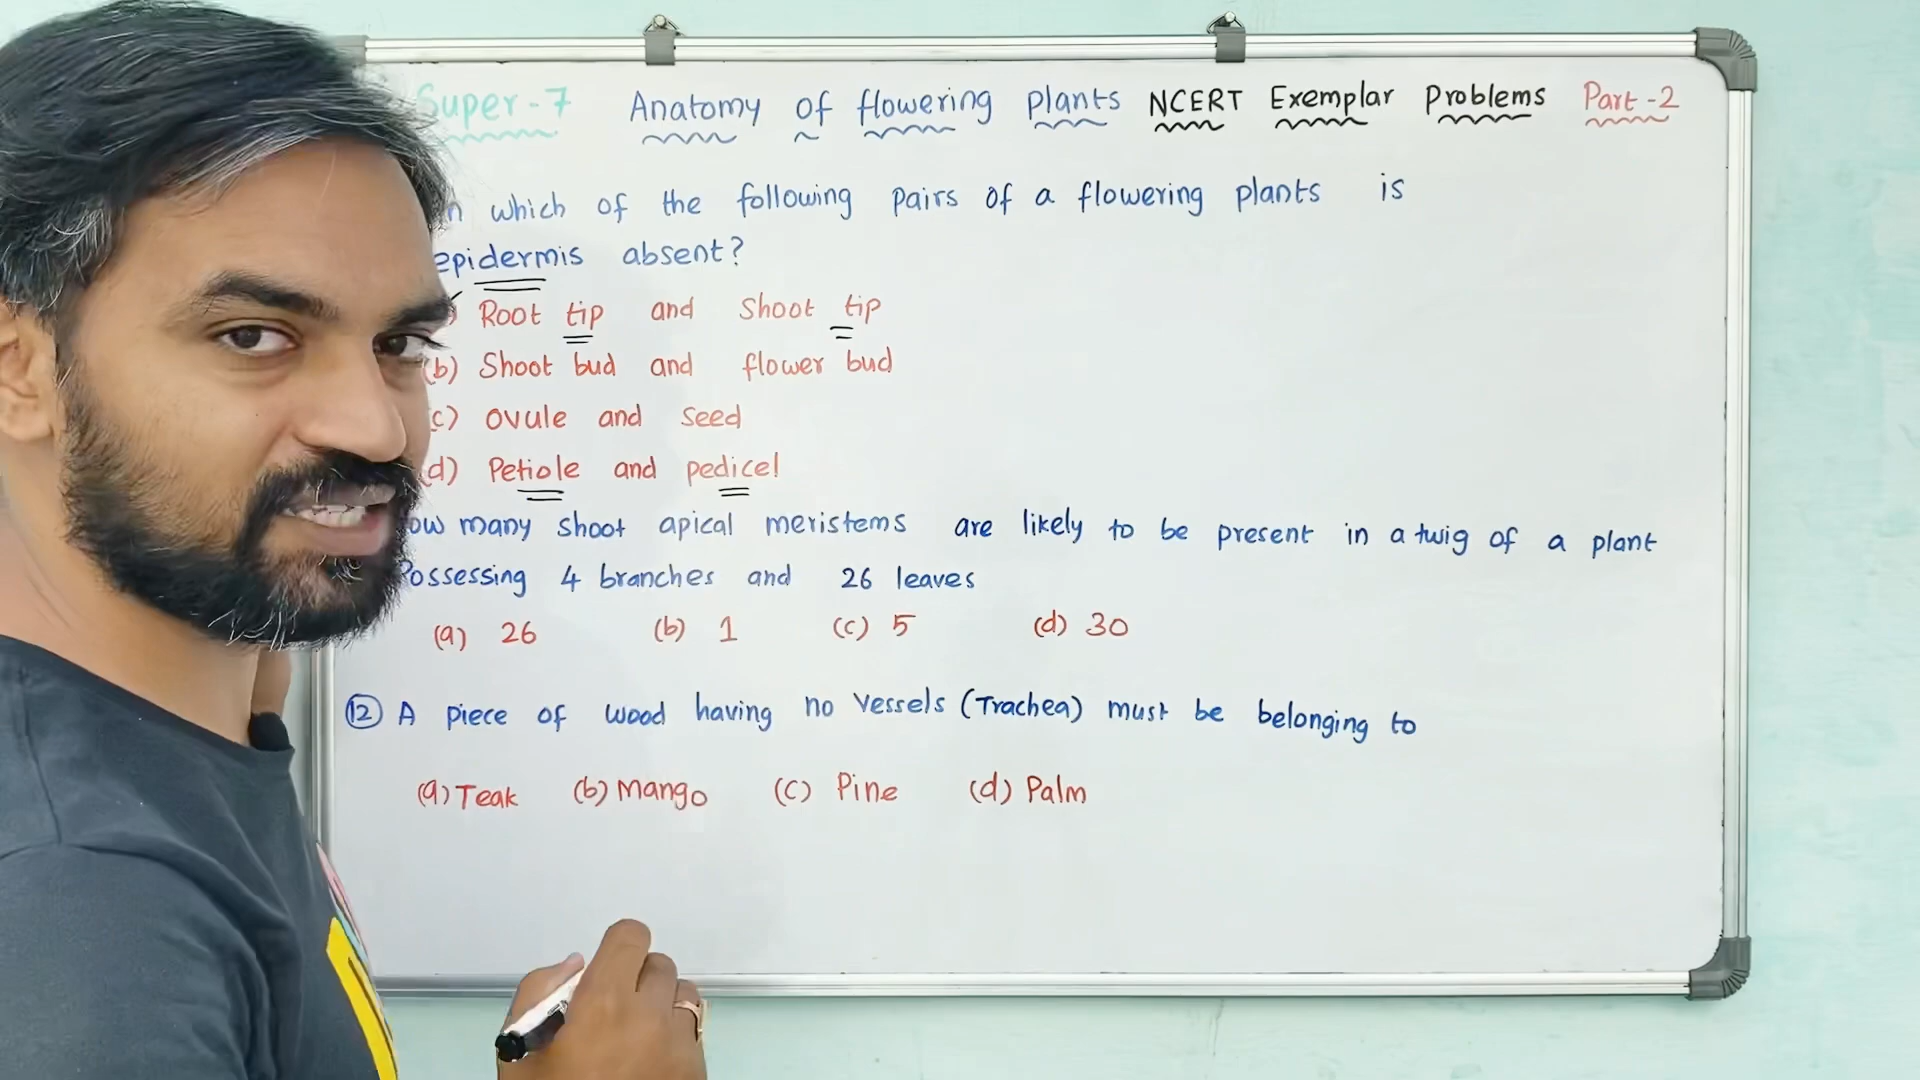 Super-7 Anatomy of flowering plants NCERT Exemplar Problems Part-2
which of the following pairs of a flowering plants is
epidermis absent?
Root tip and shoot tip
(b) Shoot bud and flower bud
(c) ovule and seed
(d) Petiole and pedicel
many shoot apical meristems are likely to be present in a twig of a plant
Possessing 4 branches and 26 leaves
(a) 26 (b) 1 (c) 5 (d) 30
(12) A piece of wood having no vessels (Trachea) must be belonging to
(a) Teak (b) Mango (c) Pine (d) Palm